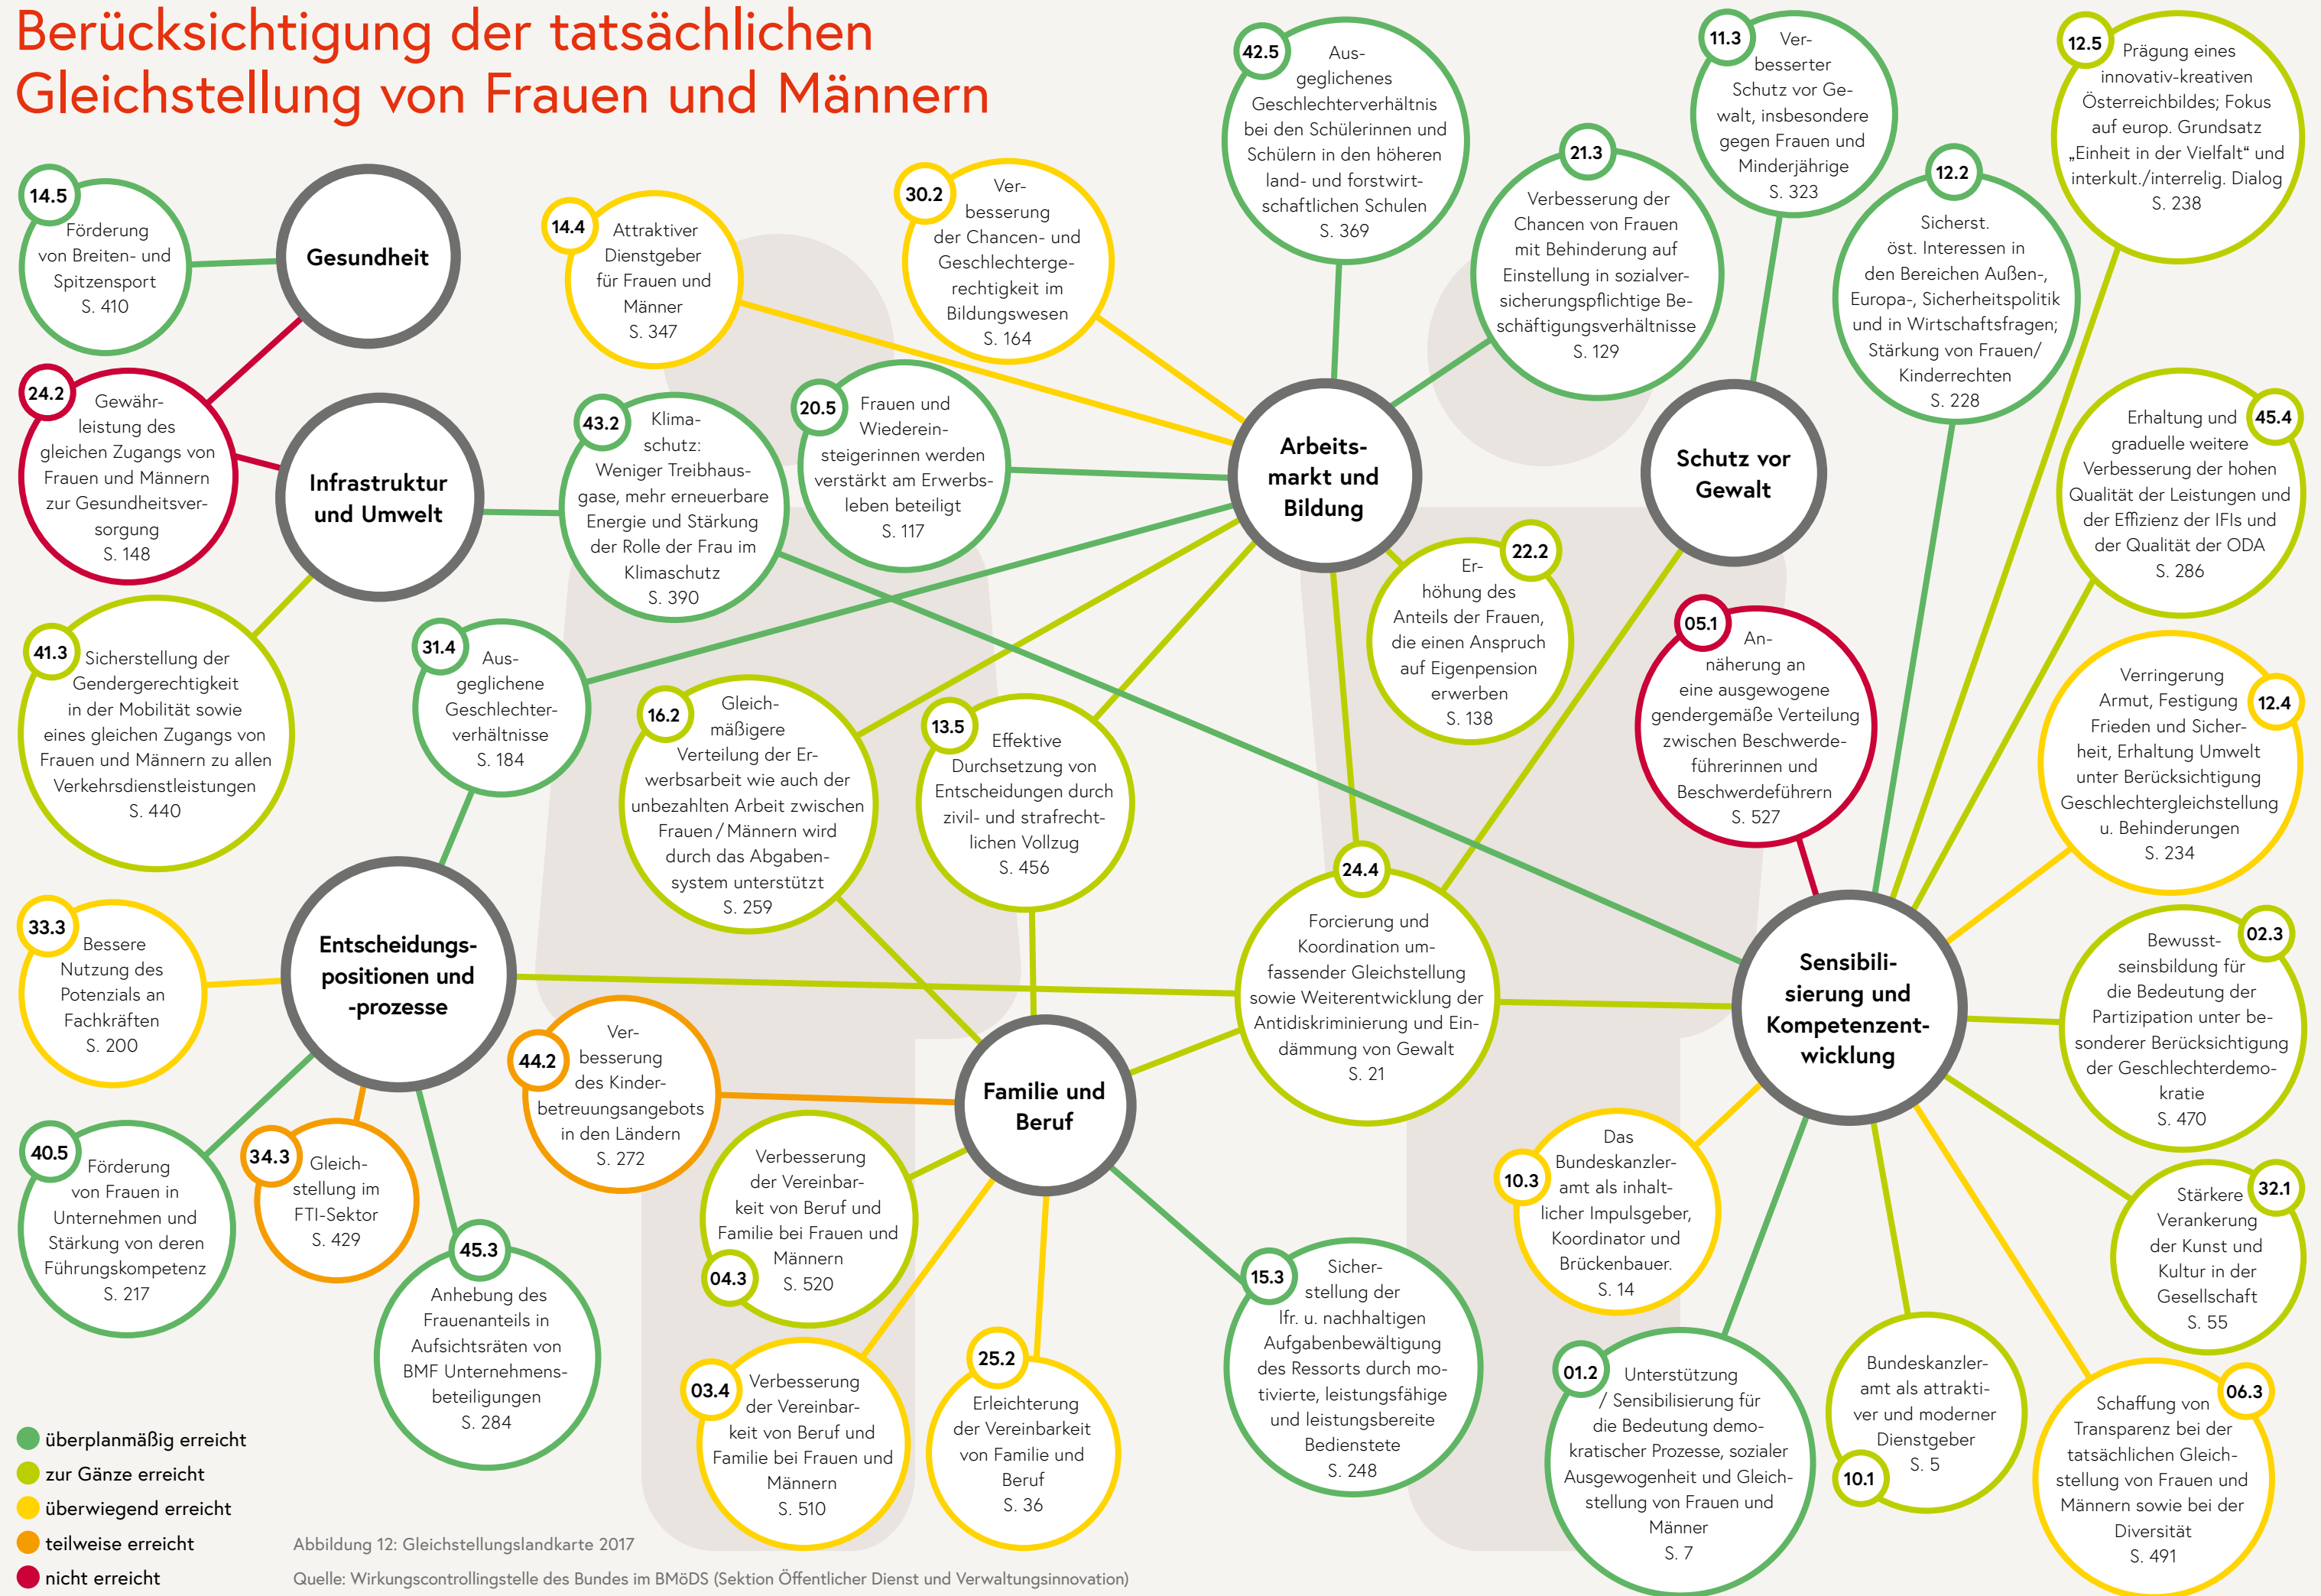 Berücksichtigung der tatsächlichen
Gleichstellung von Frauen und Männern
14.5
Förderung
von Breiten- und
Spitzensport
S. 410
Gesundheit
24.2
Gewähr-
leistung des
gleichen Zugangs von
Frauen und Männern
zur Gesundheitsver-
sorgung
S. 148
Infrastruktur
und Umwelt
41.3
Sicherstellung der
Gendergerechtigkeit
in der Mobilität sowie
eines gleichen Zugangs von
Frauen und Männern zu allen
Verkehrsdienstleistungen
S. 440
14.4
Attraktiver
Dienstgeber
für Frauen und
Männer
S. 347
30.2
Ver-
besserung
der Chancen- und
Geschlechterge-
rechtigkeit im
Bildungswesen
S. 164
43.2
Klima-
schutz:
Weniger Treibhaus-
gase, mehr erneuerbare
Energie und Stärkung
der Rolle der Frau im
Klimaschutz
S. 390
20.5
Frauen und
Wiederein-
steigerinnen werden
verstärkt am Erwerbs-
leben beteiligt
S. 117
42.5
Aus-
geglichenes
Geschlechterverhältnis
bei den Schülerinnen und
Schülern in den höheren
land- und forstwirt-
schaftlichen Schulen
S. 369
21.3
Verbesserung der
Chancen von Frauen
mit Behinderung auf
Einstellung in sozialver-
sicherungspflichtige Be-
schäftigungsverhältnisse
S. 129
11.3
Ver-
besserter
Schutz vor Ge-
walt, insbesondere
gegen Frauen und
Minderjährige
S. 323
12.2
Sicherst.
öst. Interessen in
den Bereichen Außen-,
Europa-, Sicherheitspolitik
und in Wirtschaftsfragen;
Stärkung von Frauen/
Kinderrechten
S. 228
12.5
Prägung eines
innovativ-kreativen
Österreichbildes; Fokus
auf europ. Grundsatz
„Einheit in der Vielfalt“ und
interkult./interrelig. Dialog
S. 238
Arbeits-
markt und
Bildung
Schutz vor
Gewalt
45.4
Erhaltung und
graduelle weitere
Verbesserung der hohen
Qualität der Leistungen und
der Effizienz der IFIs und
der Qualität der ODA
S. 286
22.2
Er-
höhung des
Anteils der Frauen,
die einen Anspruch
auf Eigenpension
erwerben
S. 138
05.1
An-
näherung an
eine ausgewogene
gendergemäße Verteilung
zwischen Beschwerde-
führerinnen und
Beschwerdeführern
S. 527
12.4
Verringerung
Armut, Festigung
Frieden und Sicher-
heit, Erhaltung Umwelt
unter Berücksichtigung
Geschlechtergleichstellung
u. Behinderungen
S. 234
31.4
Aus-
geglichene
Geschlechter-
verhältnisse
S. 184
16.2
Gleich-
mäßigere
Verteilung der Er-
werbsarbeit wie auch der
unbezahlten Arbeit zwischen
Frauen / Männern wird
durch das Abgaben-
system unterstützt
S. 259
13.5
Effektive
Durchsetzung von
Entscheidungen durch
zivil- und strafrecht-
lichen Vollzug
S. 456
24.4
Forcierung und
Koordination um-
fassender Gleichstellung
sowie Weiterentwicklung der
Antidiskriminierung und Ein-
dämmung von Gewalt
S. 21
33.3
Bessere
Nutzung des
Potenzials an
Fachkräften
S. 200
Entscheidungs-
positionen und
-prozesse
44.2
Ver-
besserung
des Kinder-
betreuungsangebots
in den Ländern
S. 272
Familie und
Beruf
Sensibili-
sierung und
Kompetenzent-
wicklung
02.3
Bewusst-
seinsbildung für
die Bedeutung der
Partizipation unter be-
sonderer Berücksichtigung
der Geschlechterdemo-
kratie
S. 470
40.5
Förderung
von Frauen in
Unternehmen und
Stärkung von deren
Führungskompetenz
S. 217
34.3
Gleich-
stellung im
FTI-Sektor
S. 429
45.3
Anhebung des
Frauenanteils in
Aufsichtsräten von
BMF Unternehmens-
beteiligungen
S. 284
Verbesserung
der Vereinbar-
keit von Beruf und
Familie bei Frauen und
Männern
S. 520
04.3
03.4
Verbesserung
der Vereinbar-
keit von Beruf und
Familie bei Frauen und
Männern
S. 510
25.2
Erleichterung
der Vereinbarkeit
von Familie und
Beruf
S. 36
15.3
Sicher-
stellung der
lfr. u. nachhaltigen
Aufgabenbewältigung
des Ressorts durch mo-
tivierte, leistungsfähige
und leistungsbereite
Bedienstete
S. 248
10.3
Das
Bundeskanzler-
amt als inhalt-
licher Impulsgeber,
Koordinator und
Brückenbauer.
S. 14
01.2
Unterstützung
/ Sensibilisierung für
die Bedeutung demo-
kratischer Prozesse, sozialer
Ausgewogenheit und Gleich-
stellung von Frauen und
Männer
S. 7
Bundeskanzler-
amt als attrakti-
ver und moderner
Dienstgeber
S. 5
10.1
32.1
Stärkere
Verankerung
der Kunst und
Kultur in der
Gesellschaft
S. 55
06.3
Schaffung von
Transparenz bei der
tatsächlichen Gleich-
stellung von Frauen und
Männern sowie bei der
Diversität
S. 491
überplanmäßig erreicht
zur Gänze erreicht
überwiegend erreicht
teilweise erreicht
nicht erreicht
Abbildung 12: Gleichstellungslandkarte 2017
Quelle: Wirkungscontrollingstelle des Bundes im BMöDS (Sektion Öffentlicher Dienst und Verwaltungsinnovation)